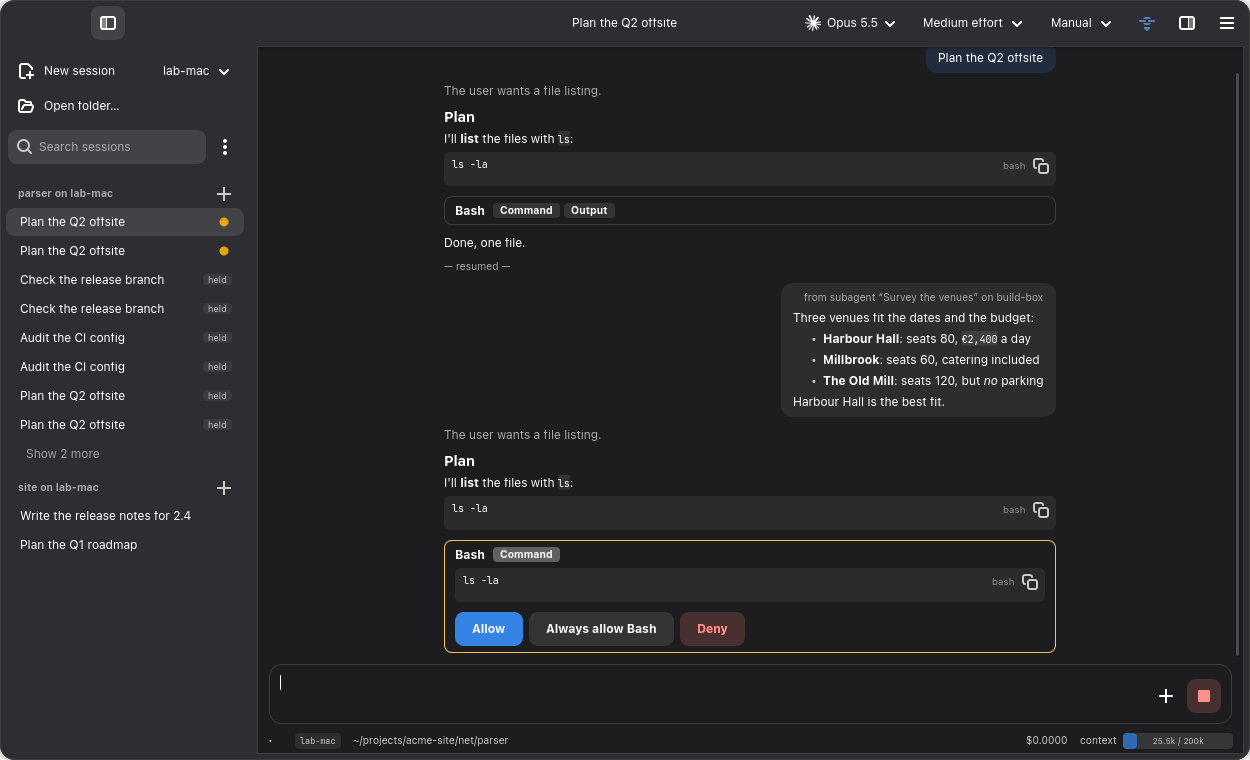 Plan the Q2 offsite
Opus 5.5
Medium effort
Manual
New session
lab-mac
Open folder...
Search sessions
parser on lab-mac
Plan the Q2 offsite
Plan the Q2 offsite
Check the release branch
held
Check the release branch
held
Audit the CI config
held
Audit the CI config
held
Plan the Q2 offsite
held
Plan the Q2 offsite
held
Show 2 more
site on lab-mac
Write the release notes for 2.4
Plan the Q1 roadmap
Plan the Q2 offsite
The user wants a file listing.
Plan
I'll list the files with ls:
ls -la
bash
Bash Command Output
Done, one file.
— resumed —
from subagent “Survey the venues” on build-box
Three venues fit the dates and the budget:
• Harbour Hall: seats 80, €2,400 a day
• Millbrook: seats 60, catering included
• The Old Mill: seats 120, but no parking
Harbour Hall is the best fit.
The user wants a file listing.
Plan
I'll list the files with ls:
ls -la
bash
Bash Command
ls -la
bash
Allow
Always allow Bash
Deny
lab-mac
~/projects/acme-site/net/parser
$0.0000
context
25.5k / 200k